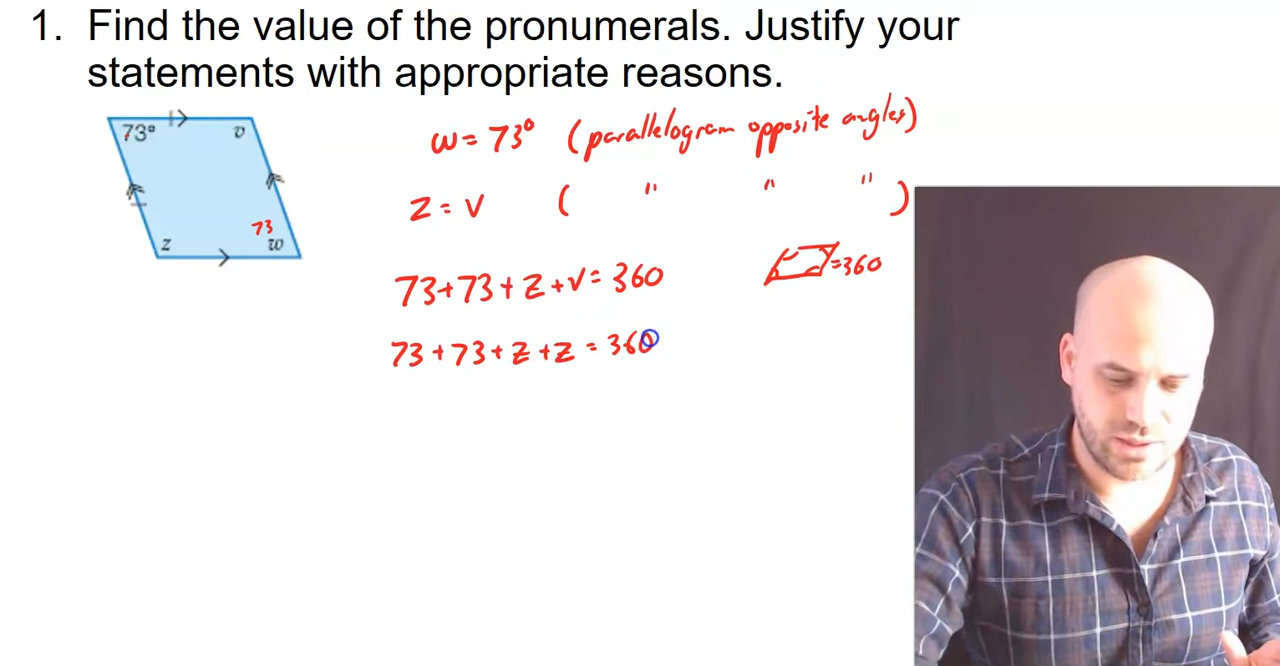 1. Find the value of the pronumerals. Justify your
statements with appropriate reasons.
73° v
73
z w
w = 73° (parallelogram opposite angles)
z = v ( " " " )
73+73+z+v=360
=360
73+73+z+z=360